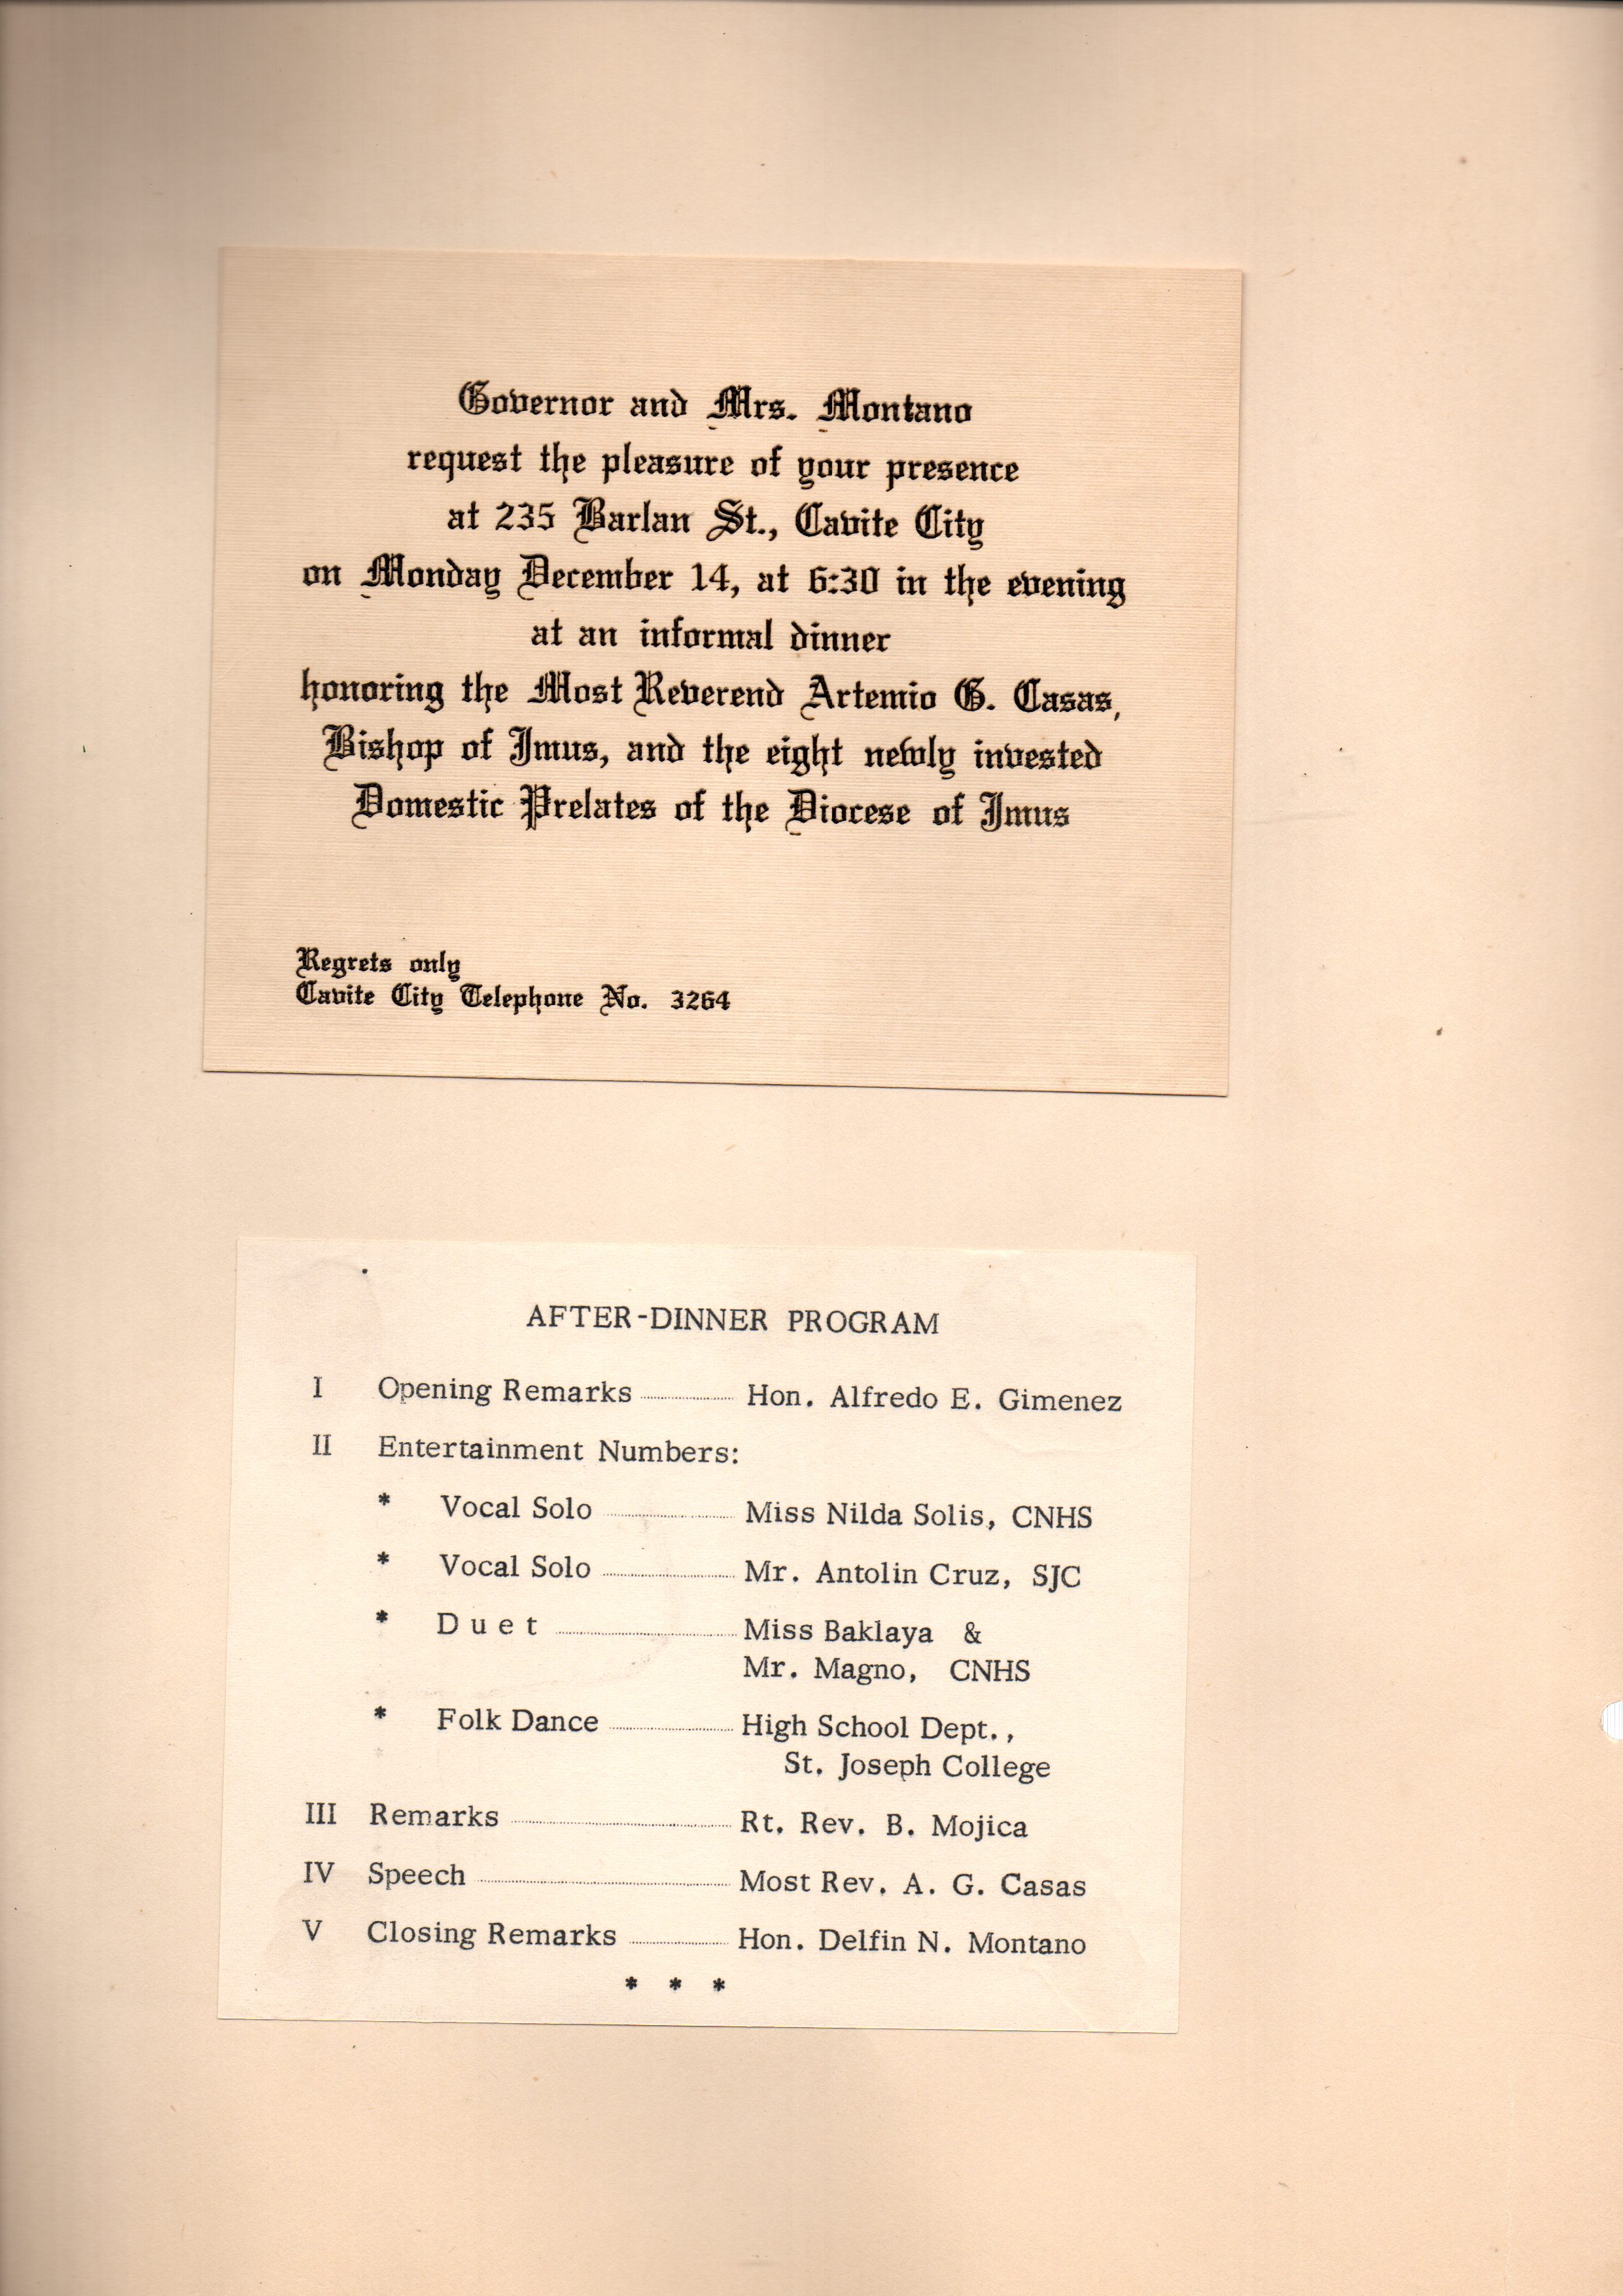 Governor and Mrs. Montano
request the pleasure of your presence
at 235 Barlan St., Cavite City
on Monday December 14, at 6:30 in the evening
at an informal dinner
honoring the Most Reverend Artemio G. Casas,
Bishop of Imus, and the eight newly invested
Domestic Prelates of the Diocese of Imus
Regrets only
Cavite City Telephone No. 3264
AFTER-DINNER PROGRAM
I Opening Remarks Hon. Alfredo E. Gimenez
II Entertainment Numbers:
* Vocal Solo Miss Nilda Solis, CNHS
* Vocal Solo Mr. Antolin Cruz, SJC
* Duet Miss Baklaya &
Mr. Magno, CNHS
* Folk Dance High School Dept.,
St. Joseph College
III Remarks Rt. Rev. B. Mojica
IV Speech Most Rev. A. G. Casas
V Closing Remarks Hon. Delfin N. Montano
* * *